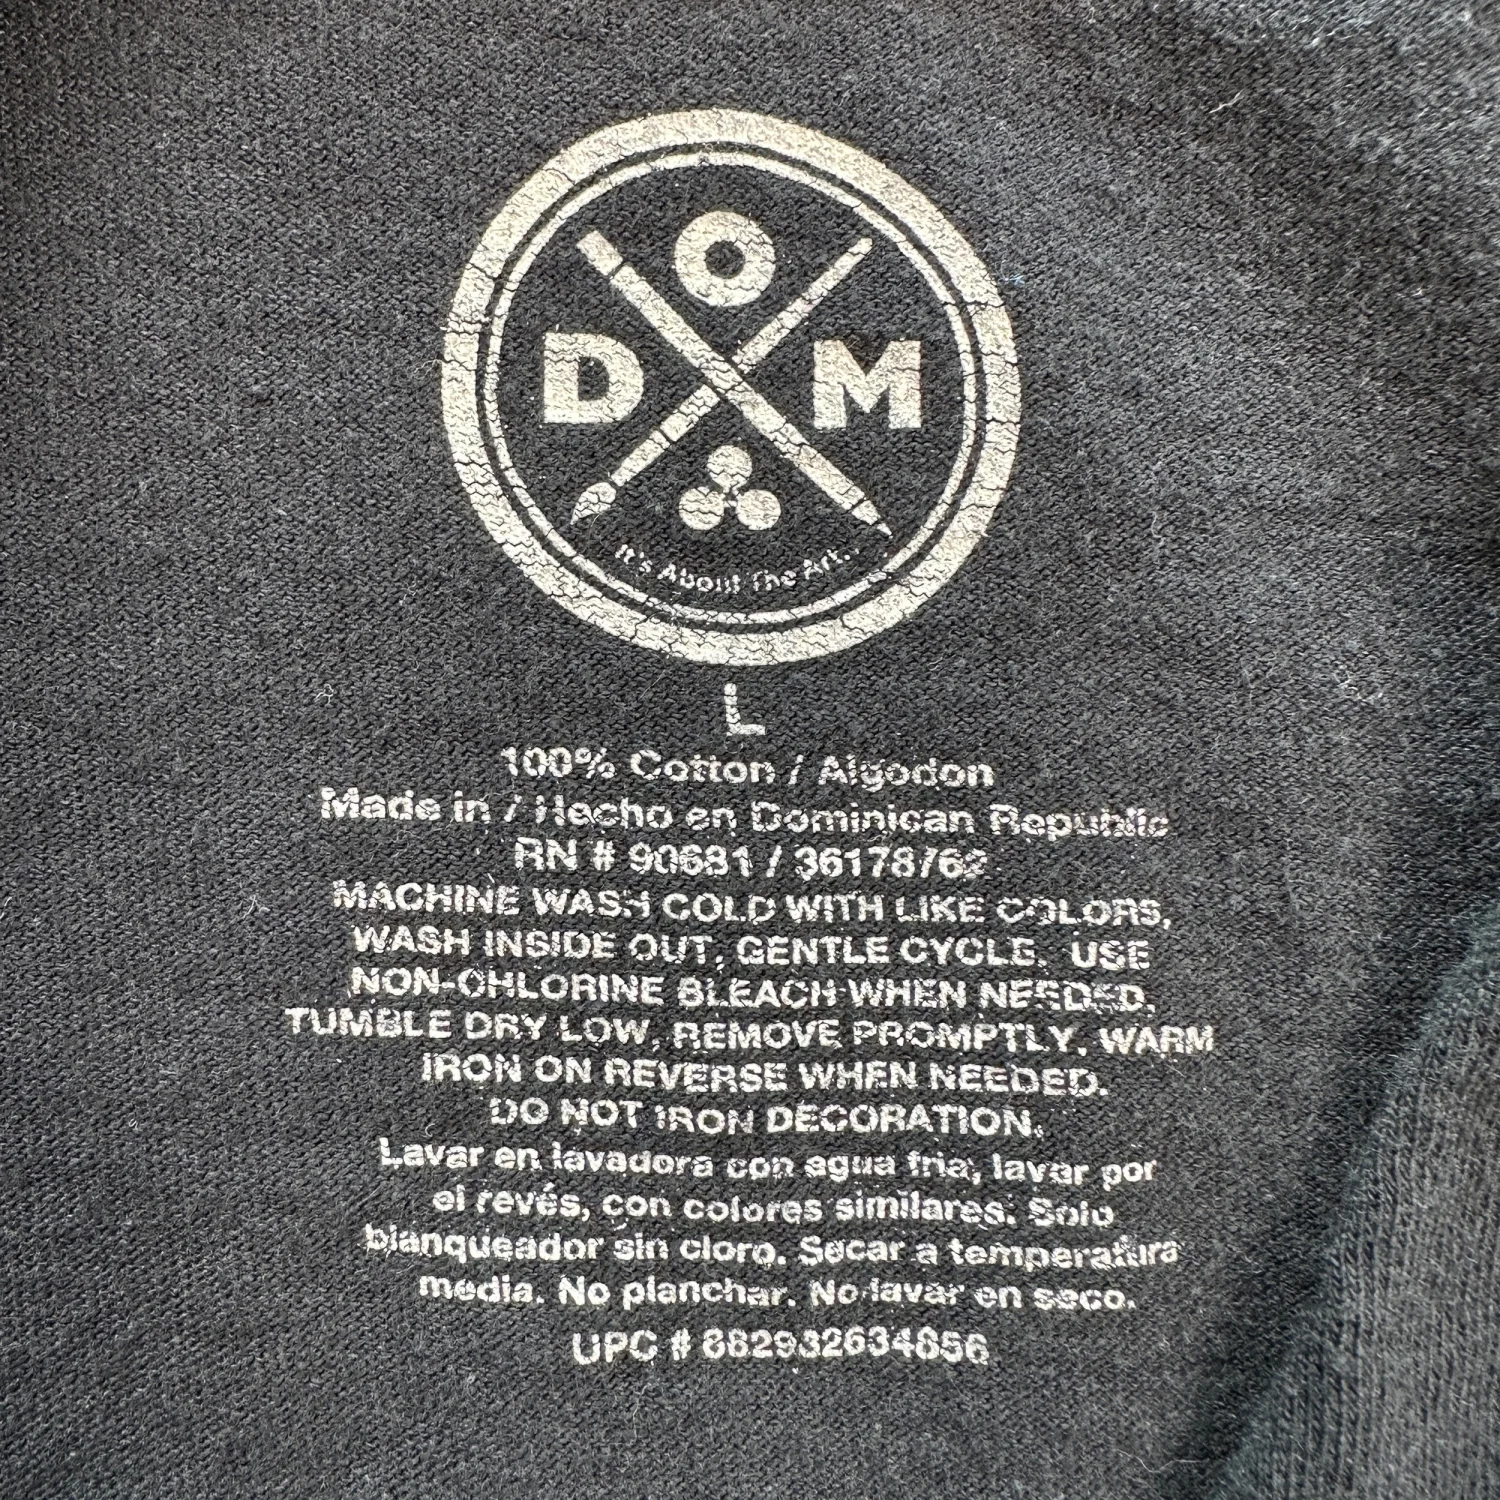 D O M
It's About The Art...
L
100% Cotton / Algodon
Made in / Hecho en Dominican Republic
RN # 90681 / 36178762
MACHINE WASH COLD WITH LIKE COLORS,
WASH INSIDE OUT, GENTLE CYCLE. USE
NON-CHLORINE BLEACH WHEN NEEDED.
TUMBLE DRY LOW, REMOVE PROMPTLY, WARM
IRON ON REVERSE WHEN NEEDED.
DO NOT IRON DECORATION.
Lavar en lavadora con agua fria, lavar por
el revés, con colores similares. Solo
blanqueador sin cloro. Secar a temperatura
media. No planchar. No lavar en seco.
UPC # 882932634856